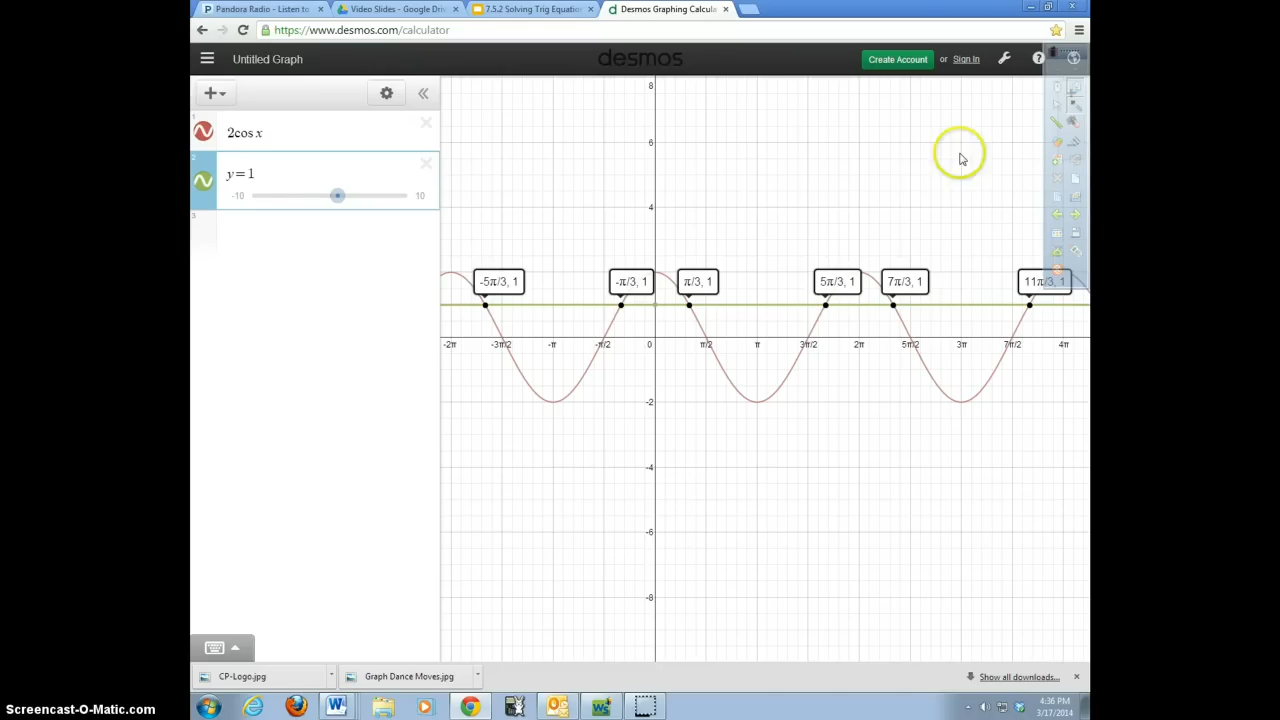 Pandora Radio - Listen to
Video Slides - Google Driv
7.5.2 Solving Trig Equation
Desmos Graphing Calcula
https://www.desmos.com/calculator
Untitled Graph
desmos
Create Account or Sign In
1
2cos x
2
y=1
-10
10
3
8
6
-2
-4
-6
-8
-5π/3, 1
-π/3, 1
π/3, 1
5π/3, 1
7π/3, 1
11π/3, 1
-2π
-3π/2
-π
-π/2
0
π/2
π
3π/2
2π
5π/2
3π
7π/2
4π
CP-Logo.jpg
Graph Dance Moves.jpg
Show all downloads...
4:36 PM
3/17/2014
Screencast-O-Matic.com